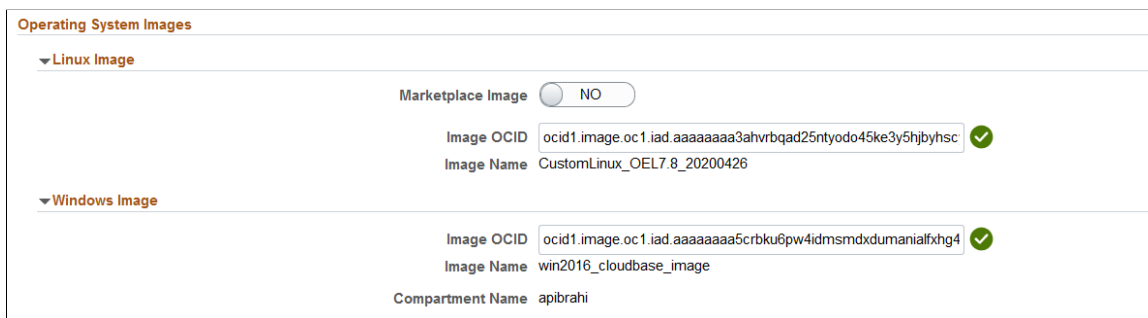 Operating System Images
Linux Image
Marketplace Image NO
Image OCID ocid1.image.oc1.iad.aaaaaaaa3ahvrbqad25ntyodo45ke3y5hjbyhsc
Image Name CustomLinux_OEL7.8_20200426
Windows Image
Image OCID ocid1.image.oc1.iad.aaaaaaaa5crbku6pw4idmsmdxdumanialfxhg4
Image Name win2016_cloudbase_image
Compartment Name apibrahi